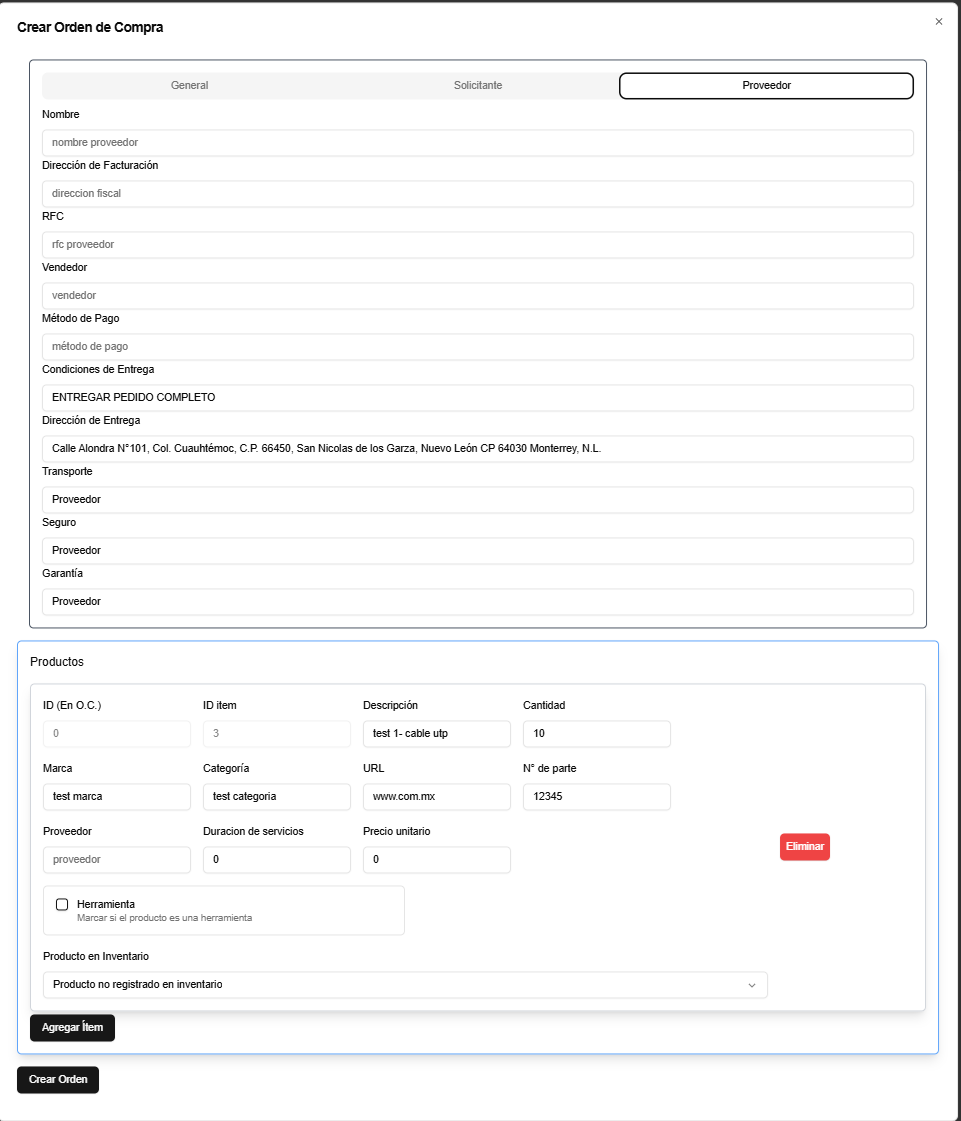 Crear Orden de Compra
×
General Solicitante Proveedor
Nombre
nombre proveedor
Dirección de Facturación
direccion fiscal
RFC
rfc proveedor
Vendedor
vendedor
Método de Pago
método de pago
Condiciones de Entrega
ENTREGAR PEDIDO COMPLETO
Dirección de Entrega
Calle Alondra N°101, Col. Cuauhtémoc, C.P. 66450, San Nicolas de los Garza, Nuevo León CP 64030 Monterrey, N.L.
Transporte
Proveedor
Seguro
Proveedor
Garantía
Proveedor
Productos
ID (En O.C.) ID item Descripción Cantidad
0 3 test 1- cable utp 10
Marca Categoría URL N° de parte
test marca test categoria www.com.mx 12345
Proveedor Duracion de servicios Precio unitario
proveedor 0 0
Eliminar
Herramienta
Marcar si el producto es una herramienta
Producto en Inventario
Producto no registrado en inventario
Agregar Ítem
Crear Orden